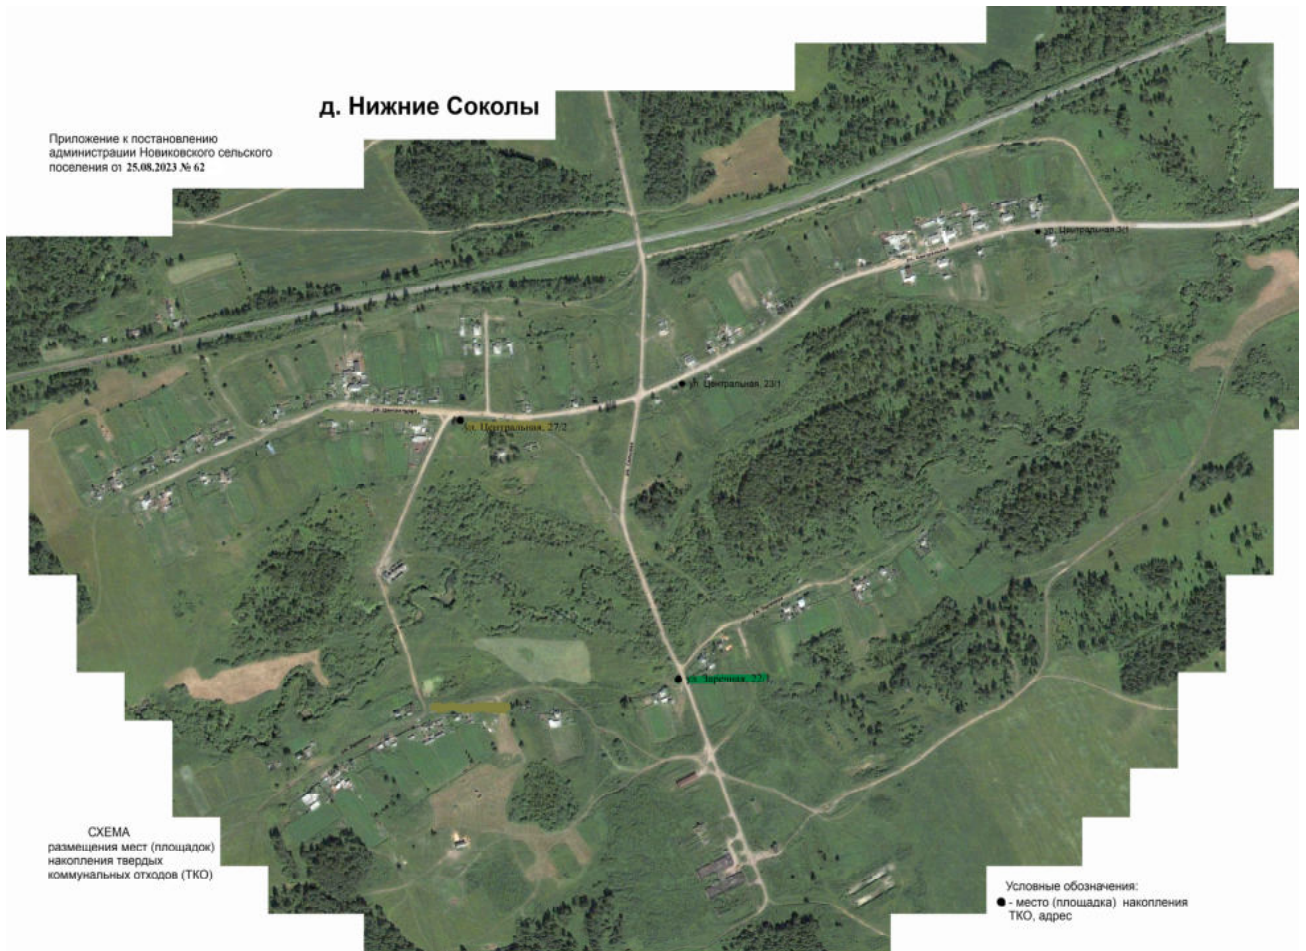 д. Нижние Соколы
Приложение к постановлению
администрации Новиковского сельского
поселения от 25.08.2023 № 62
ул. Центральная 3/1
ул. Центральная, 23/1
ул. Центральная, 27/2
ул. Заречная, 22/1
СХЕМА
размещения мест (площадок)
накопления твердых
коммунальных отходов (ТКО)
Условные обозначения:
- место (площадка) накопления
ТКО, адрес